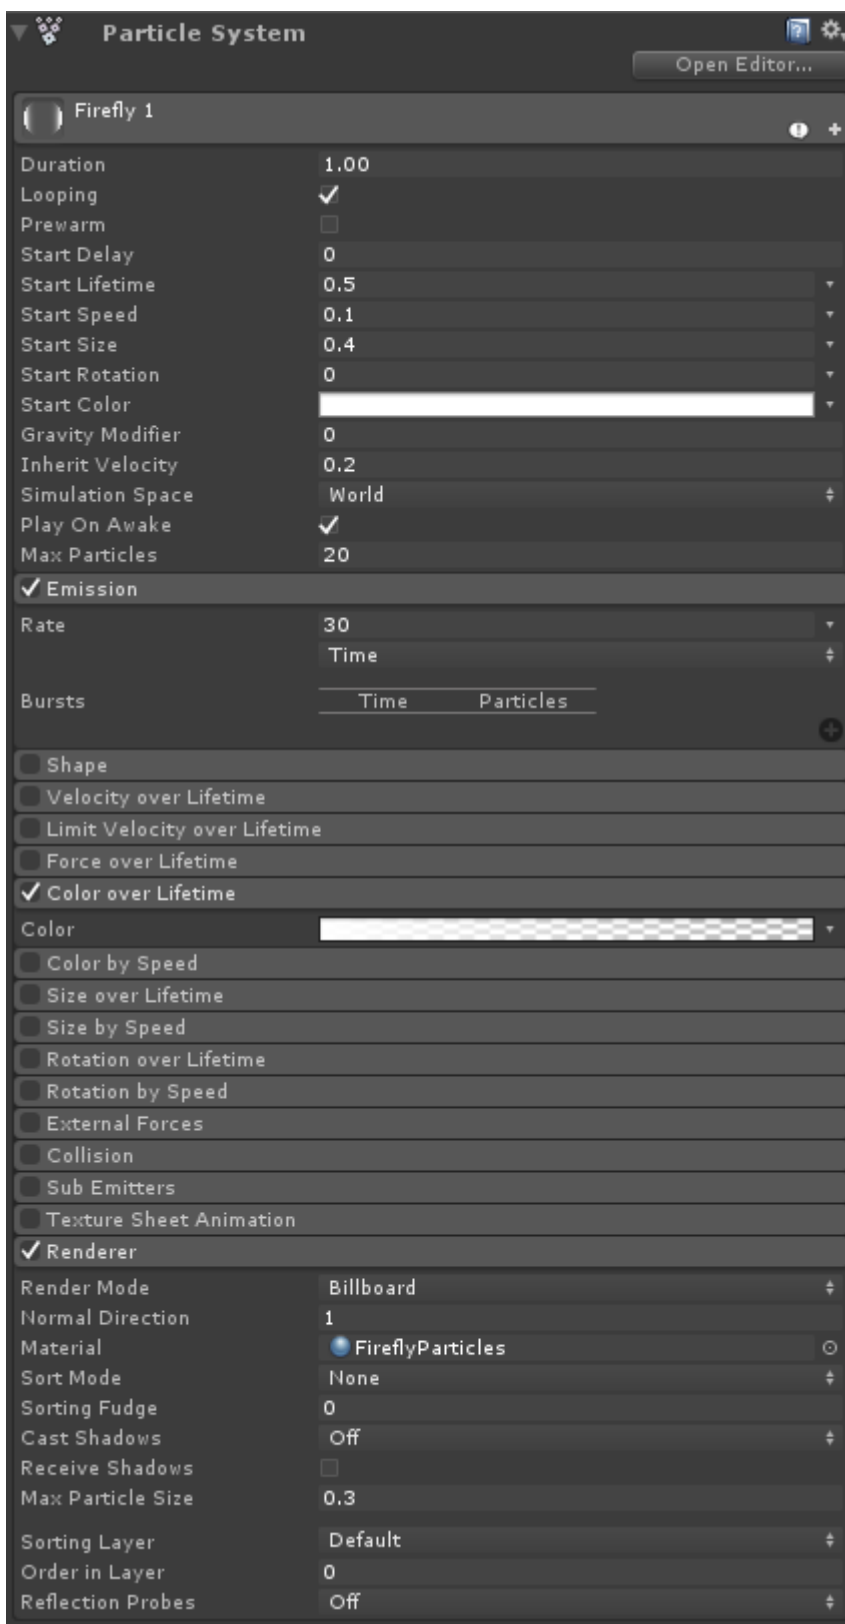 Particle System
Open Editor...
Firefly 1
Duration 1.00
Looping
Prewarm
Start Delay 0
Start Lifetime 0.5
Start Speed 0.1
Start Size 0.4
Start Rotation 0
Start Color
Gravity Modifier 0
Inherit Velocity 0.2
Simulation Space World
Play On Awake
Max Particles 20
Emission
Rate 30
Time
Bursts Time Particles
Shape
Velocity over Lifetime
Limit Velocity over Lifetime
Force over Lifetime
Color over Lifetime
Color
Color by Speed
Size over Lifetime
Size by Speed
Rotation over Lifetime
Rotation by Speed
External Forces
Collision
Sub Emitters
Texture Sheet Animation
Renderer
Render Mode Billboard
Normal Direction 1
Material FireflyParticles
Sort Mode None
Sorting Fudge 0
Cast Shadows Off
Receive Shadows
Max Particle Size 0.3
Sorting Layer Default
Order in Layer 0
Reflection Probes Off